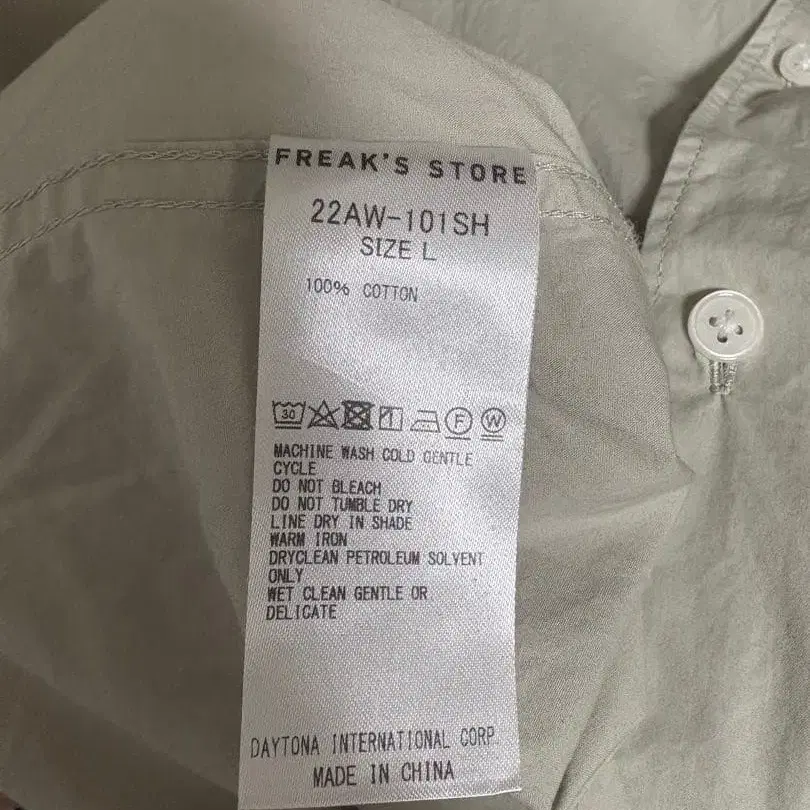 FREAK'S STORE
22AW-101SH
SIZE L
100% COTTON
30 F W
MACHINE WASH COLD GENTLE
CYCLE
DO NOT BLEACH
DO NOT TUMBLE DRY
LINE DRY IN SHADE
WARM IRON
DRYCLEAN PETROLEUM SOLVENT
ONLY
WET CLEAN GENTLE OR
DELICATE
DAYTONA INTERNATIONAL CORP.
MADE IN CHINA